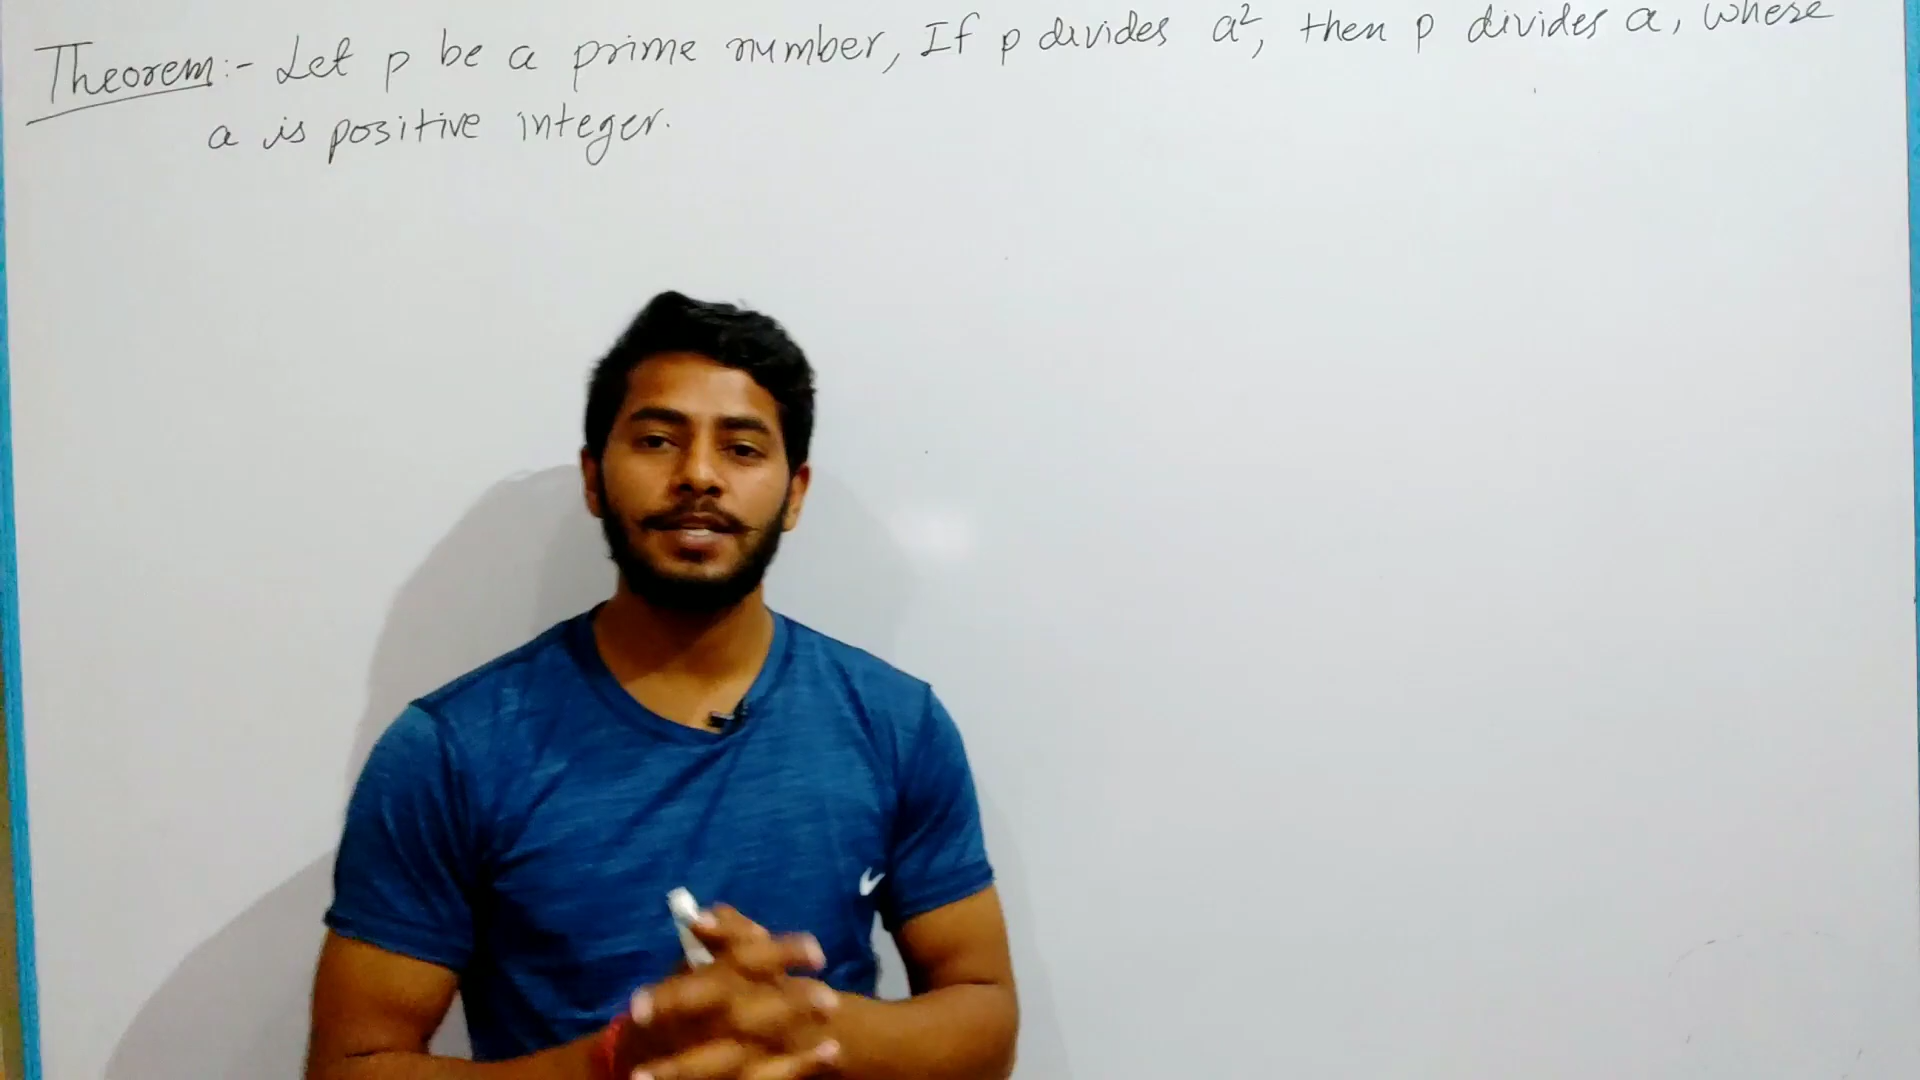 Theorem:- Let p be a prime number, If p divides a², then p divides a, where
a is positive integer.